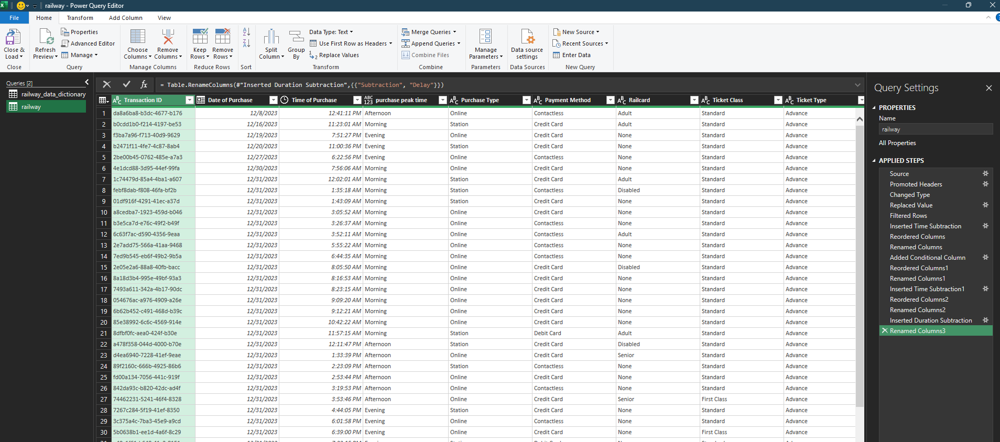 railway - Power Query Editor
File Home Transform Add Column View
Close & Load
Refresh Preview
Properties
Advanced Editor
Manage
Choose Columns
Remove Columns
Keep Rows
Remove Rows
Split Column
Group By
Data Type: Text
Use First Row as Headers
Replace Values
Merge Queries
Append Queries
Combine Files
Manage Parameters
Data source settings
New Source
Recent Sources
Enter Data
Close Query Manage Columns Reduce Rows Sort Transform Combine Parameters Data Sources New Query
Queries [2]
railway_data_dictionary
railway
= Table.RenameColumns(#"Inserted Duration Subtraction",{{"Subtraction", "Delay"}})
Transaction ID Date of Purchase Time of Purchase ABC 123 purchase peak time Purchase Type Payment Method Railcard Ticket Class Ticket Type
1 da8a6ba8-b3dc-4677-b176 12/8/2023 12:41:11 PM Afternoon Online Contactless Adult Standard Advance
2 b0cdd1b0-f214-4197-be53 12/16/2023 11:23:01 AM Morning Station Credit Card Adult Standard Advance
3 f3ba7a96-f713-40d9-9629 12/19/2023 7:51:27 PM Evening Online Credit Card None Standard Advance
4 b2471f11-4fe7-4c87-8ab4 12/20/2023 11:00:36 PM Evening Station Credit Card None Standard Advance
5 2be00b45-0762-485e-a7a3 12/27/2023 6:22:56 PM Evening Online Contactless None Standard Advance
6 4e1dcd88-3d95-44ef-99fa 12/30/2023 7:56:06 AM Morning Online Credit Card None Standard Advance
7 1c74479d-85a4-4ba1-a607 12/31/2023 12:02:01 AM Morning Station Credit Card Adult Standard Advance
8 febf8dab-f808-46fa-bf2b 12/31/2023 1:35:18 AM Morning Station Contactless Disabled Standard Advance
9 01df916f-4291-41ec-a37d 12/31/2023 1:43:09 AM Morning Station Credit Card None Standard Advance
10 a8cedba7-1923-459d-b046 12/31/2023 3:05:52 AM Morning Online Credit Card None Standard Advance
11 b3e5ca7d-e76c-49f2-b49f 12/31/2023 3:26:37 AM Morning Online Contactless None Standard Advance
12 6c63f7ac-d590-4356-9eaa 12/31/2023 3:52:11 AM Morning Online Contactless Adult Standard Advance
13 2e7add75-566a-41aa-9468 12/31/2023 5:55:22 AM Morning Online Contactless None Standard Advance
14 7ed9b545-eb6f-49b2-9b5a 12/31/2023 6:44:35 AM Morning Online Contactless None Standard Advance
15 2e05e2a6-88a8-40fb-bacc 12/31/2023 8:05:50 AM Morning Online Credit Card Disabled Standard Advance
16 8a18d3b4-995e-49bf-93a3 12/31/2023 8:16:53 AM Morning Online Credit Card None Standard Advance
17 7493a611-342a-4b17-90dc 12/31/2023 8:23:15 AM Morning Online Credit Card None Standard Advance
18 054676ac-a976-4909-a26e 12/31/2023 9:09:20 AM Morning Online Credit Card None Standard Advance
19 6b62b452-c491-468d-b39c 12/31/2023 9:12:21 AM Morning Online Credit Card None Standard Advance
20 85e38992-6c6c-4569-914e 12/31/2023 10:42:22 AM Morning Online Credit Card None Standard Advance
21 8dfbf0fc-aea0-424f-b30e 12/31/2023 11:57:15 AM Morning Station Debit Card Adult Standard Advance
22 a478f358-044d-4000-b70e 12/31/2023 12:11:47 PM Afternoon Station Credit Card Disabled Standard Advance
23 d4ea6940-7228-41ef-9eae 12/31/2023 1:33:39 PM Afternoon Online Credit Card Senior Standard Advance
24 89f2160c-666b-4925-86b6 12/31/2023 2:23:09 PM Afternoon Station Contactless None Standard Advance
25 fd00a134-7056-441c-919f 12/31/2023 2:53:44 PM Afternoon Online Credit Card None Standard Advance
26 842da93c-b820-42dc-ad4f 12/31/2023 3:19:53 PM Afternoon Online Contactless None Standard Advance
27 74462231-5241-46f4-8328 12/31/2023 3:53:46 PM Afternoon Online Credit Card Senior First Class Advance
28 7267c284-5f19-41ef-8350 12/31/2023 4:44:05 PM Evening Station Credit Card None Standard Advance
29 3c375a4c-7ba3-45e9-a9cd 12/31/2023 6:01:58 PM Evening Online Contactless None Standard Advance
30 5b0638b1-ee1d-4a6f-8c29 12/31/2023 6:39:00 PM Evening Online Credit Card None First Class Advance
Query Settings
PROPERTIES
Name
railway
All Properties
APPLIED STEPS
Source
Promoted Headers
Changed Type
Replaced Value
Filtered Rows
Inserted Time Subtraction
Reordered Columns
Renamed Columns
Added Conditional Column
Reordered Columns1
Renamed Columns1
Inserted Time Subtraction1
Reordered Columns2
Renamed Columns2
Inserted Duration Subtraction
Renamed Columns3